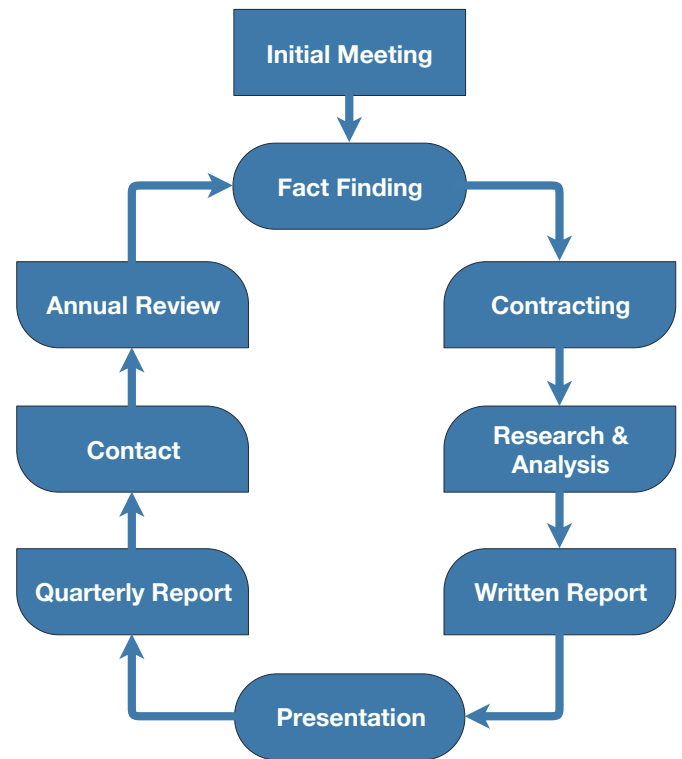 Initial Meeting
Fact Finding
Contracting
Research &
Analysis
Written Report
Presentation
Quarterly Report
Contact
Annual Review